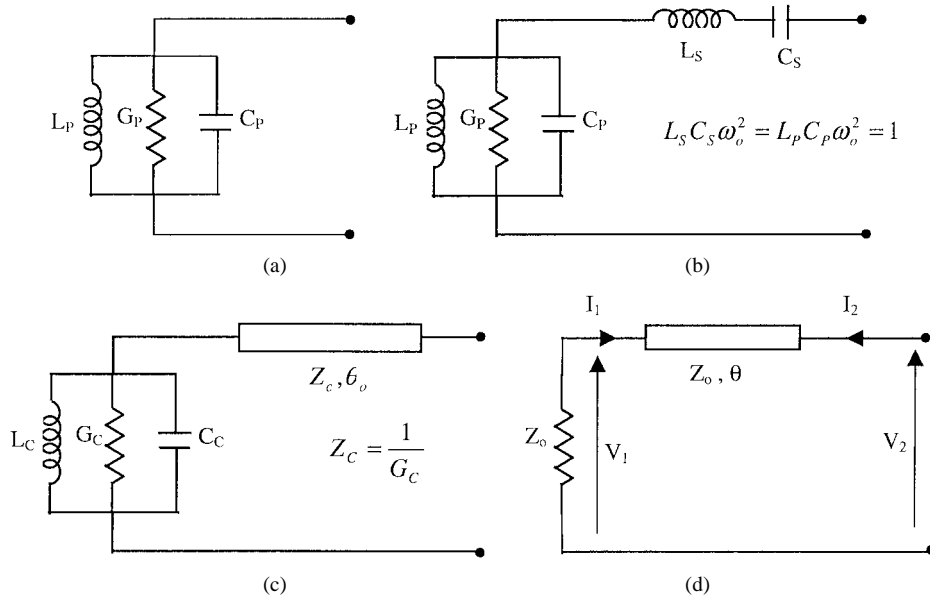 L_P G_P C_P
(a)
L_S C_S
L_P G_P C_P
L_S C_S ω_o^2 = L_P C_P ω_o^2 = 1
(b)
Z_c, θ_o
L_C G_C C_C
Z_C = 1/G_C
(c)
I_1 I_2
Z_o, θ
Z_o V_1 V_2
(d)